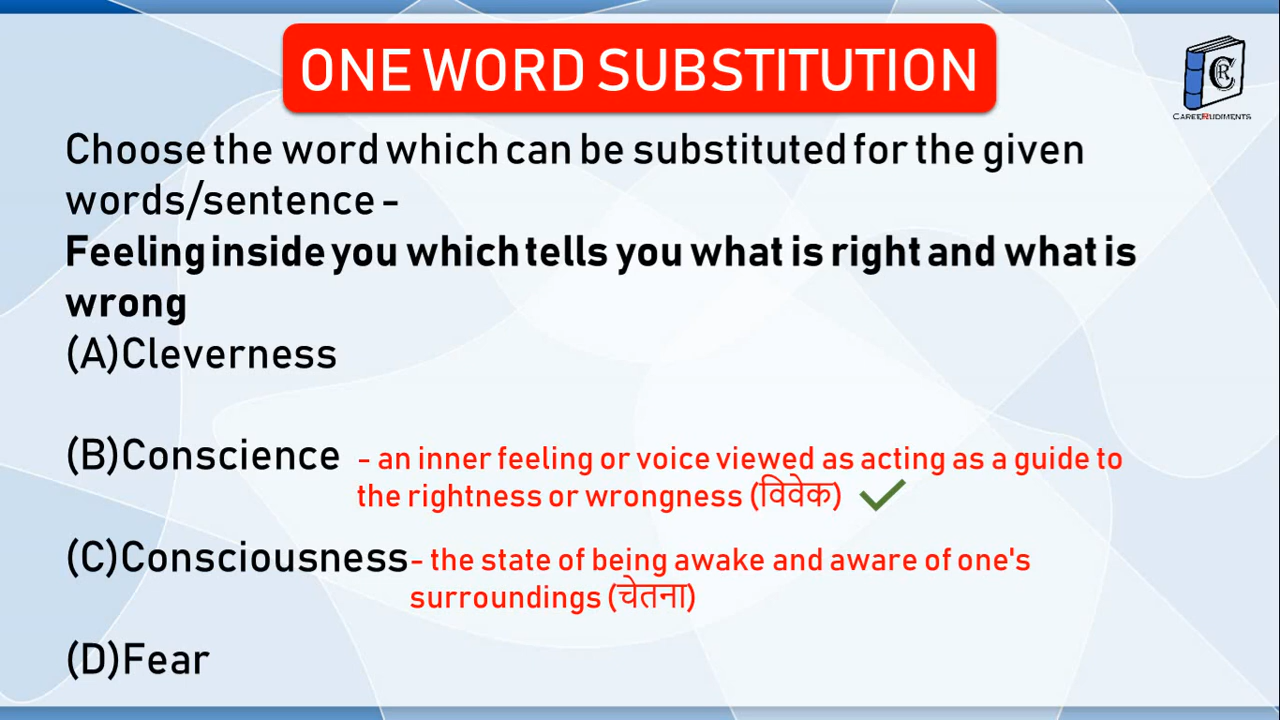 ONE WORD SUBSTITUTION
CAREERUDIMENTS
Choose the word which can be substituted for the given
words/sentence -
Feeling inside you which tells you what is right and what is
wrong
(A)Cleverness
(B)Conscience - an inner feeling or voice viewed as acting as a guide to
the rightness or wrongness (विवेक)
(C)Consciousness- the state of being awake and aware of one's
surroundings (चेतना)
(D)Fear